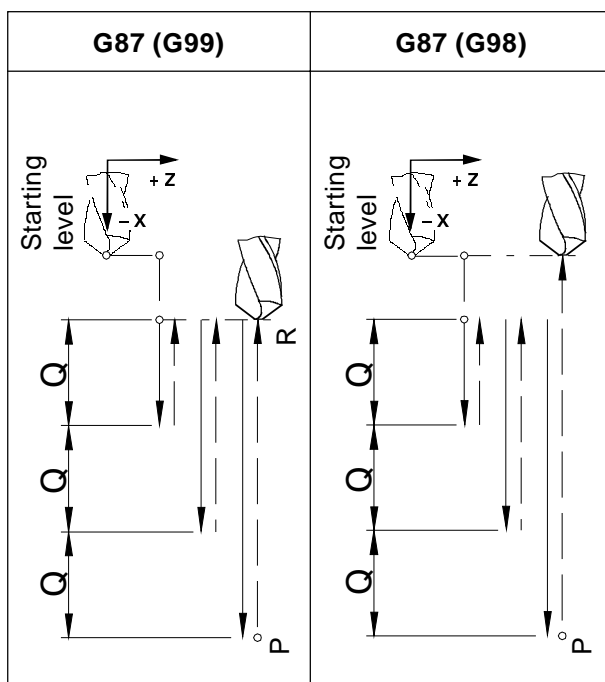 G87 (G99)
G87 (G98)
Starting
level
+ Z
- X
R
Q
Q
Q
P
Starting
level
+ Z
- X
Q
Q
Q
P